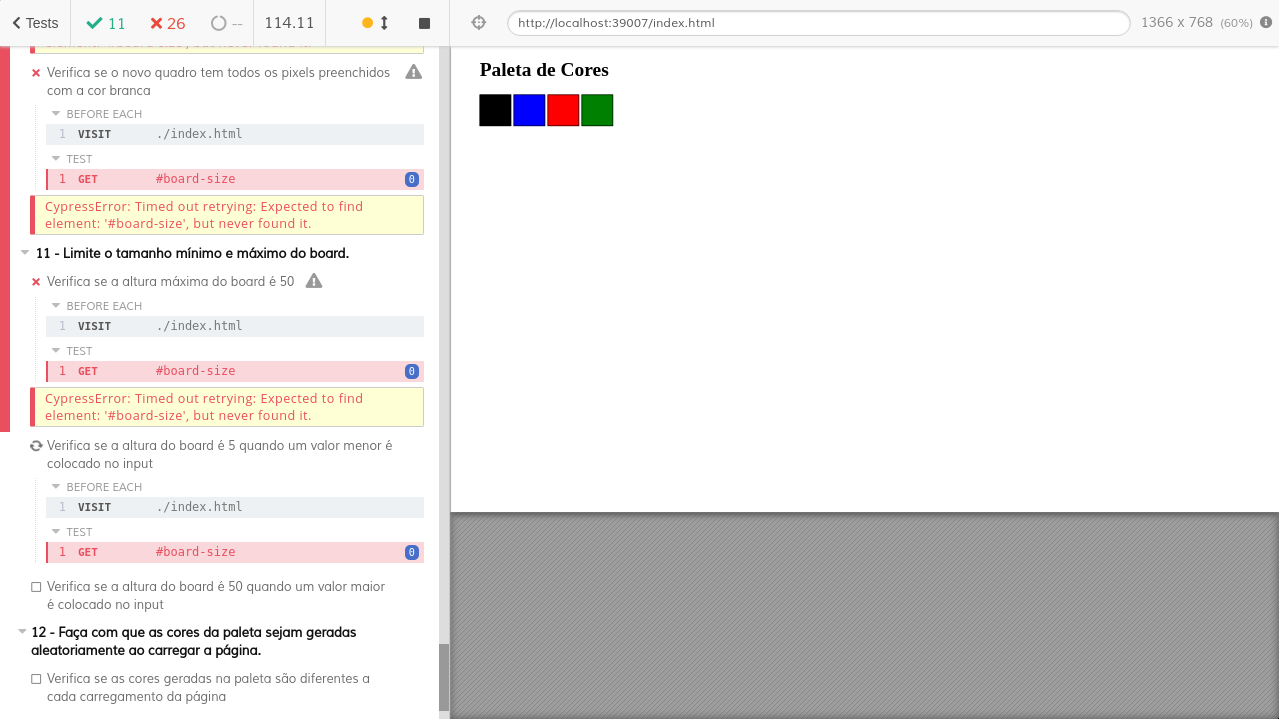 Tests
11
26
--
114.11
http://localhost:39007/index.html
1366 x 768 (60%)
element: '#board-size', but never found it.
Verifica se o novo quadro tem todos os pixels preenchidos
com a cor branca
BEFORE EACH
1 VISIT ./index.html
TEST
1 GET #board-size 0
CypressError: Timed out retrying: Expected to find
element: '#board-size', but never found it.
11 - Limite o tamanho mínimo e máximo do board.
Verifica se a altura máxima do board é 50
BEFORE EACH
1 VISIT ./index.html
TEST
1 GET #board-size 0
CypressError: Timed out retrying: Expected to find
element: '#board-size', but never found it.
Verifica se a altura do board é 5 quando um valor menor é
colocado no input
BEFORE EACH
1 VISIT ./index.html
TEST
1 GET #board-size 0
Verifica se a altura do board é 50 quando um valor maior
é colocado no input
12 - Faça com que as cores da paleta sejam geradas
aleatoriamente ao carregar a página.
Verifica se as cores geradas na paleta são diferentes a
cada carregamento da página
Paleta de Cores